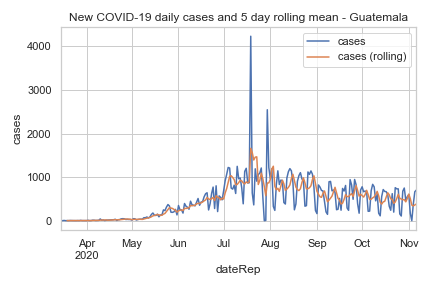 New COVID-19 daily cases and 5 day rolling mean - Guatemala
cases
cases (rolling)
4000
3000
2000
1000
0
cases
Apr
2020
May
Jun
Jul
Aug
Sep
Oct
Nov
dateRep